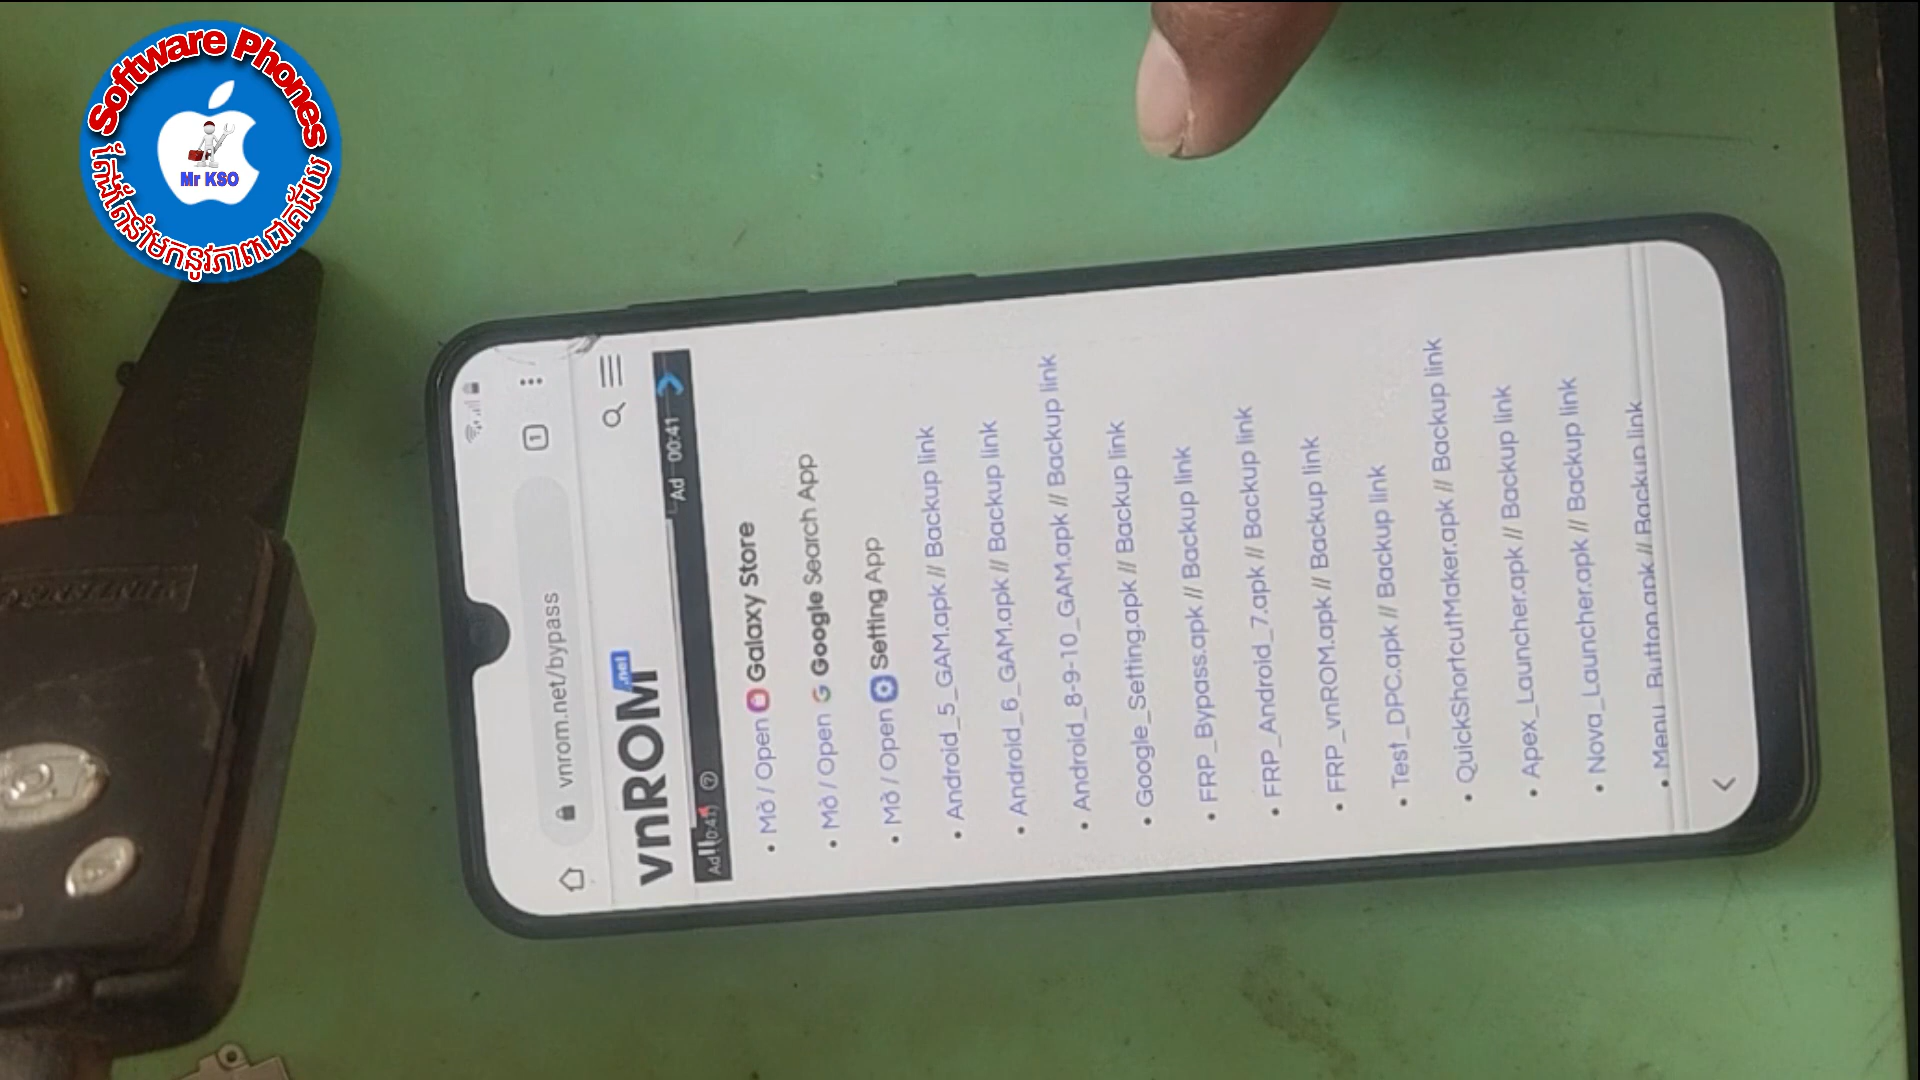 Software Phones
Mr KSO
vnrom.net/bypass
1
vnROM
.net
Ad 00:41
Mở / Open Galaxy Store
Mở / Open Google Search App
Mở / Open Setting App
Android_5_GAM.apk // Backup link
Android_6_GAM.apk // Backup link
Android_8-9-10_GAM.apk // Backup link
Google_Setting.apk // Backup link
FRP_Bypass.apk // Backup link
FRP_Android_7.apk // Backup link
FRP_vnROM.apk // Backup link
Test_DPC.apk // Backup link
QuickShortcutMaker.apk // Backup link
Apex_Launcher.apk // Backup link
Nova_Launcher.apk // Backup link
Menu_Button.apk // Backup link